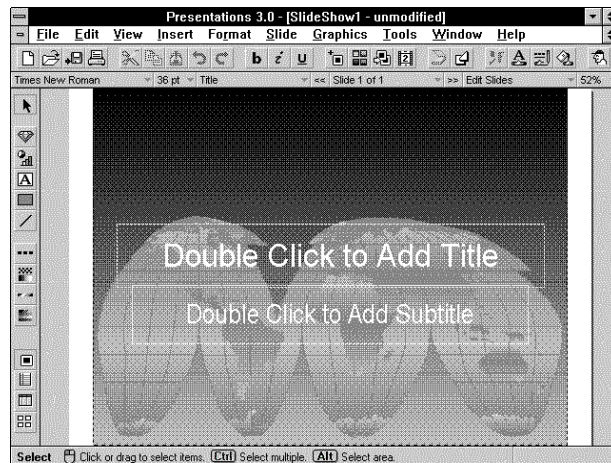 Presentations 3.0 - [SlideShow1 - unmodified]
File Edit View Insert Format Slide Graphics Tools Window Help
b i u A
Times New Roman 36 pt Title << Slide 1 of 1 >> Edit Slides 52%
A
Double Click to Add Title
Double Click to Add Subtitle
Select Click or drag to select items. Ctrl Select multiple. Alt Select area.